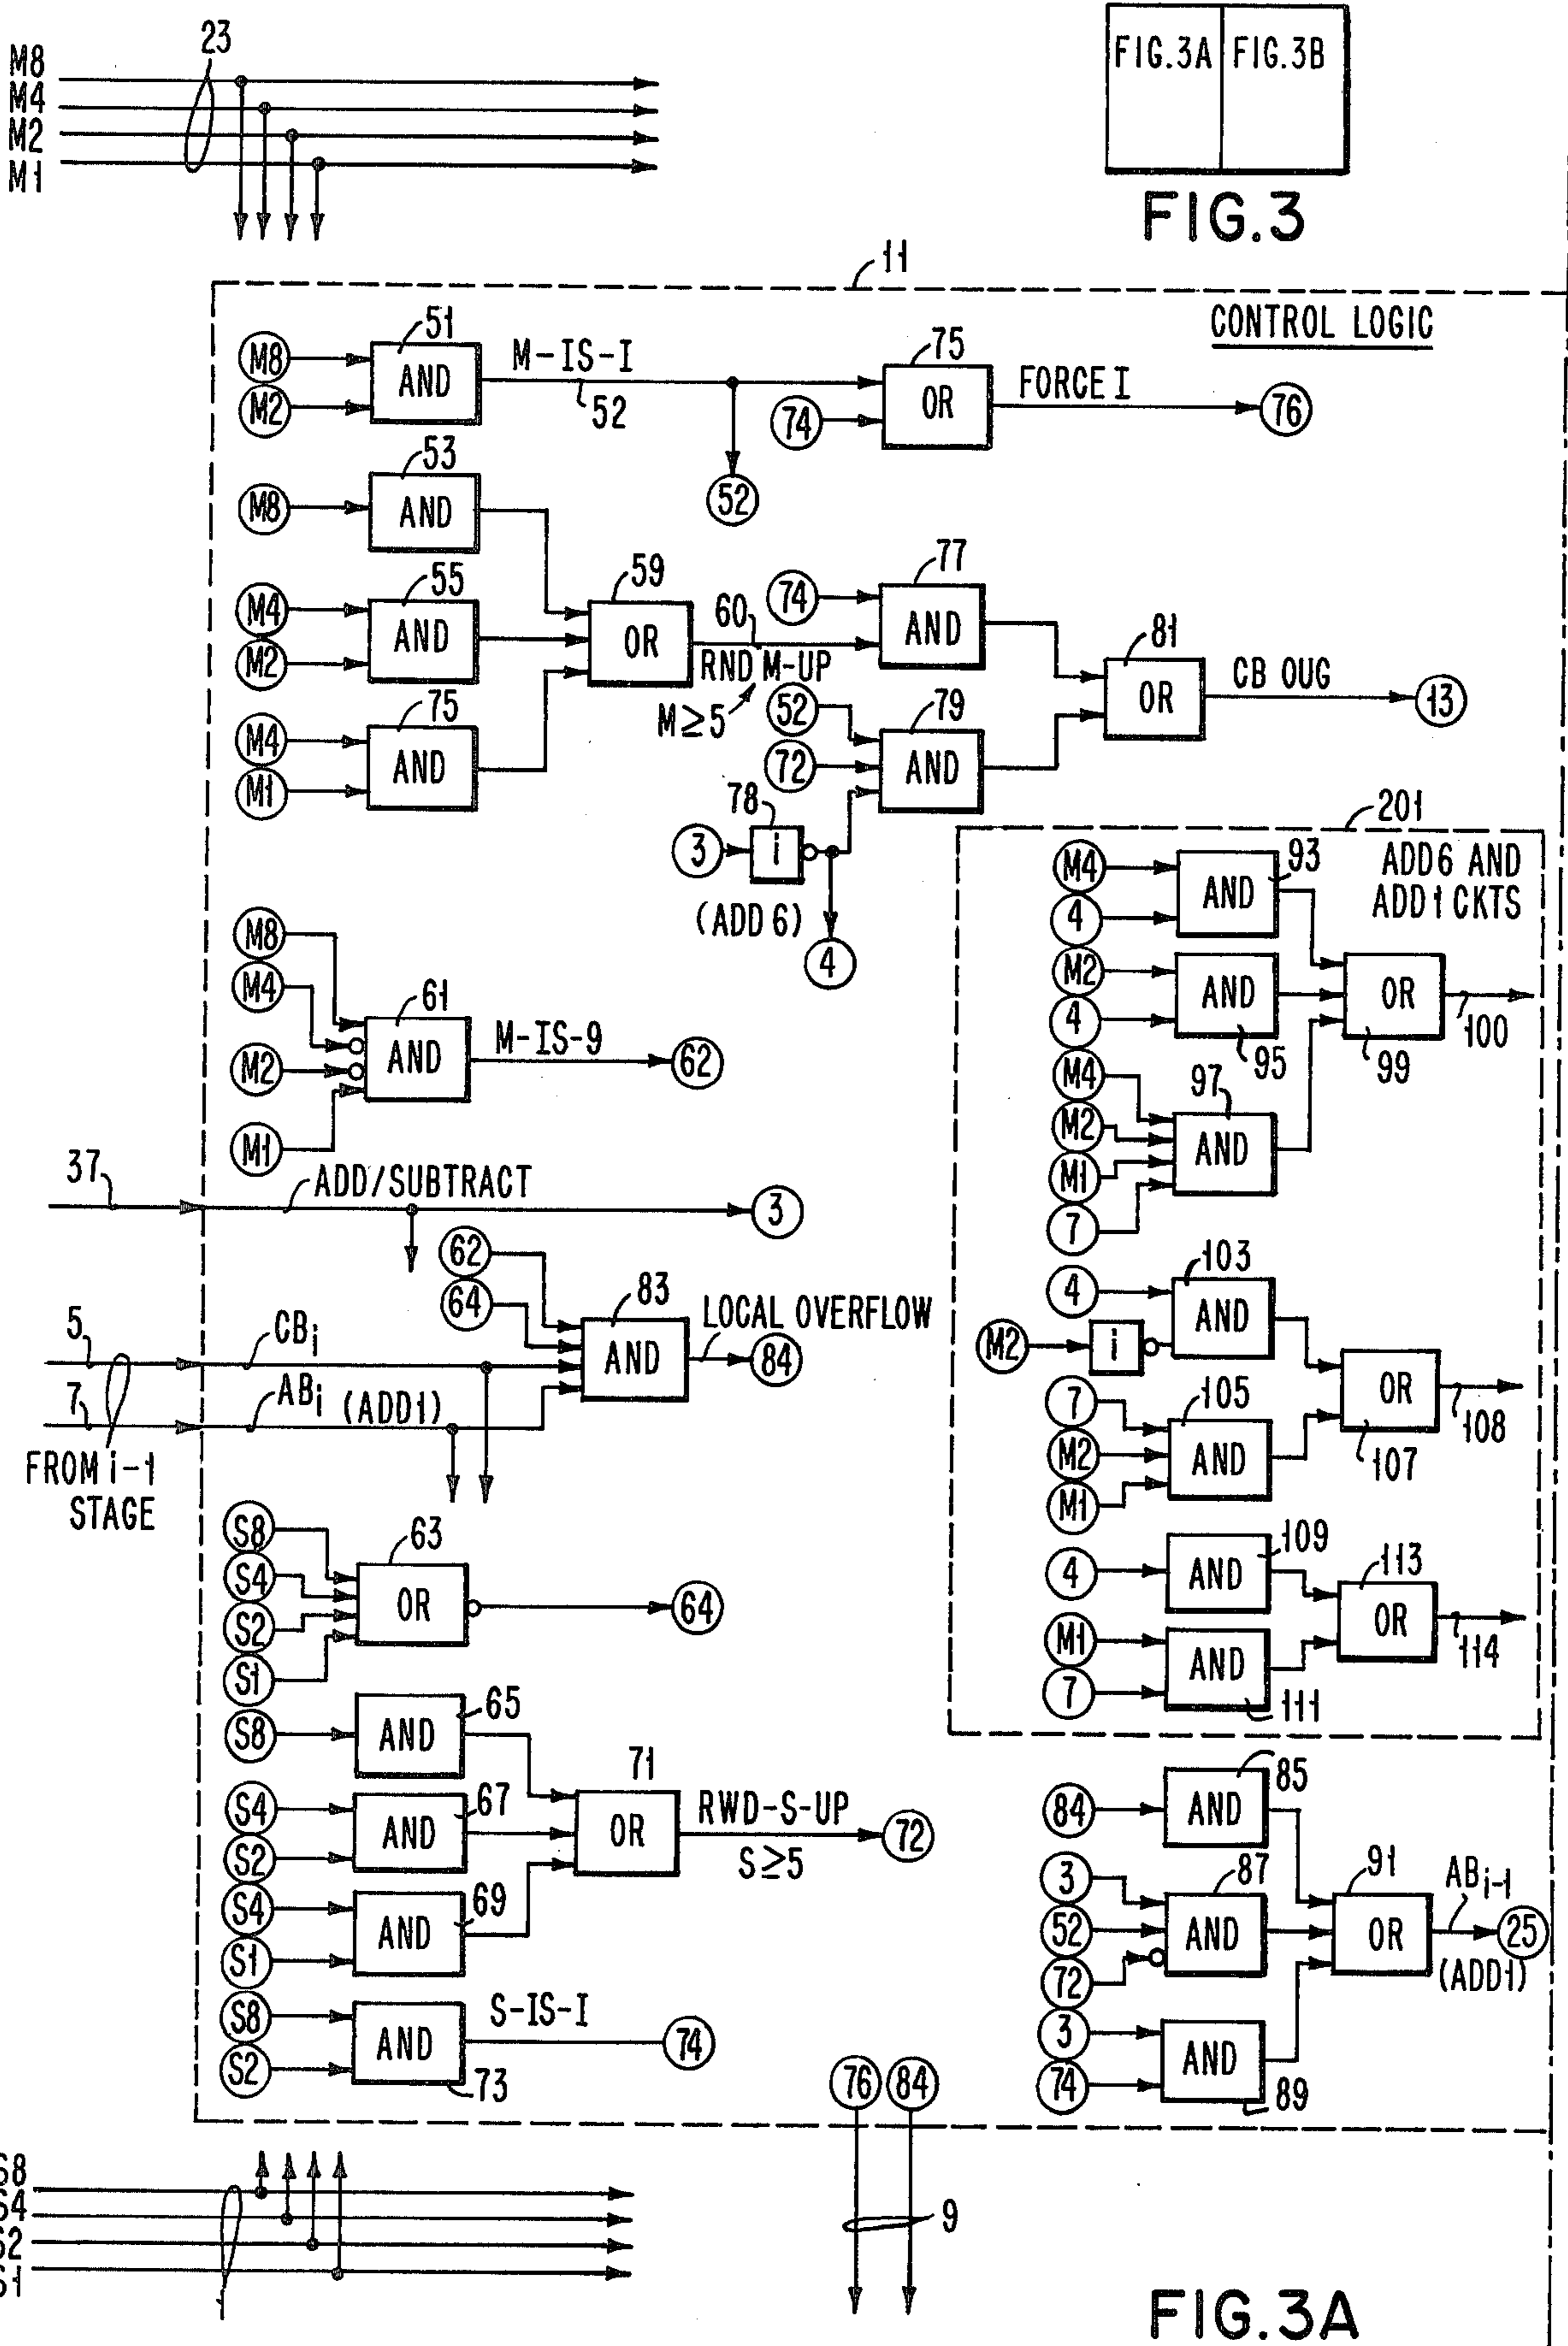 23
M8
M4
M2
M1
FIG.3A FIG.3B
FIG.3
11
CONTROL LOGIC
M8
M2
51
AND
M-IS-I
52
52
74
75
OR
FORCE I
76
M8
53
AND
M4
M2
55
AND
M4
M1
75
AND
59
OR
60
RND M-UP
M≥5
74
77
AND
52
72
79
AND
81
OR
CB OUG
13
3
78
i
(ADD 6)
4
201
ADD 6 AND
ADD 1 CKTS
M4
4
93
AND
M2
4
AND
95
M4
M2
M1
7
97
AND
OR
99
100
4
M2
i
103
AND
7
M2
M1
105
AND
OR
107
108
4
109
AND
M1
7
AND
111
113
OR
114
M8
M4
M2
M1
61
AND
M-IS-9
62
37
ADD/SUBTRACT
3
62
64
83
AND
LOCAL OVERFLOW
84
5
CBi
7
ABi (ADD1)
FROM i-1
STAGE
S8
S4
S2
S1
63
OR
64
S8
65
AND
S4
S2
67
AND
S4
S1
69
AND
71
OR
RWD-S-UP
S≥5
72
S8
S2
AND
73
S-IS-I
74
84
85
AND
3
52
72
87
AND
3
74
AND
89
91
OR
ABi-1
(ADD1)
25
76 84
9
S8
S4
S2
S1
FIG.3A